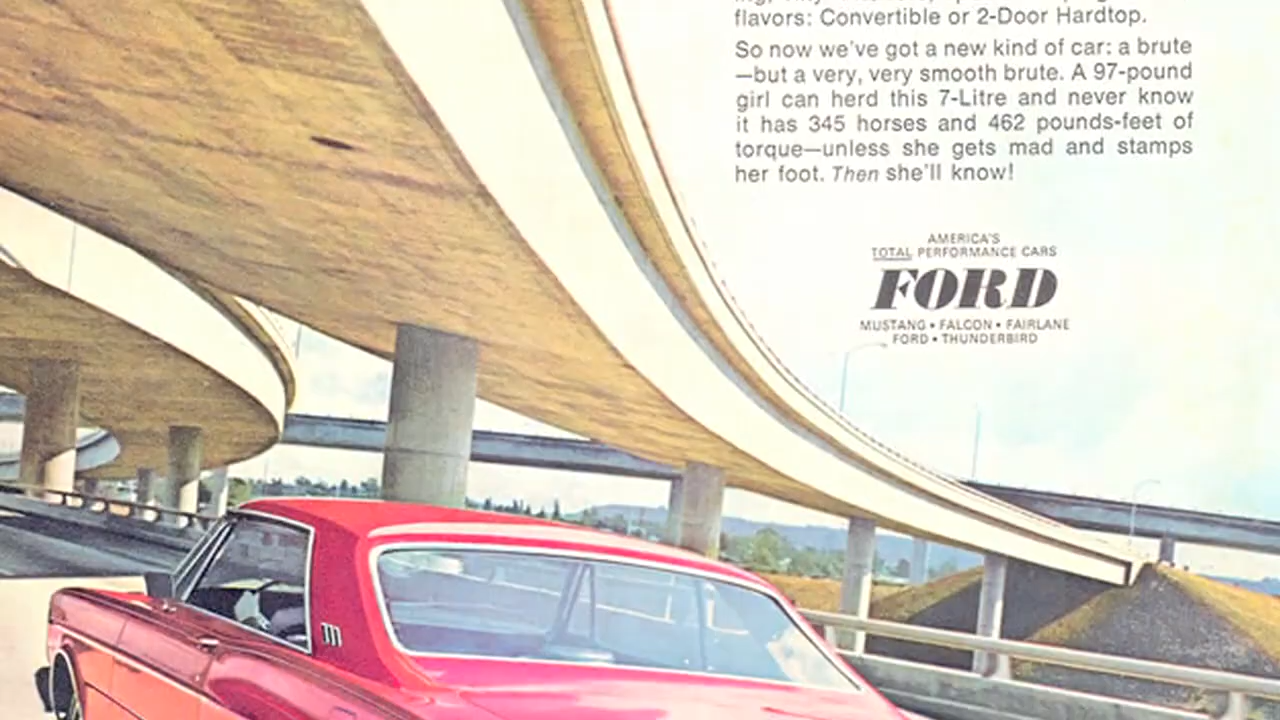 flavors: Convertible or 2-Door Hardtop.
So now we've got a new kind of car: a brute
—but a very, very smooth brute. A 97-pound
girl can herd this 7-Litre and never know
it has 345 horses and 462 pounds-feet of
torque—unless she gets mad and stamps
her foot. Then she'll know!
AMERICA'S
TOTAL PERFORMANCE CARS
FORD
MUSTANG • FALCON • FAIRLANE
FORD • THUNDERBIRD